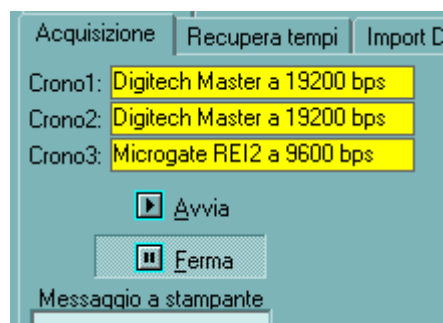 Acquisizione Recupera tempi Import D
Crono1: Digitech Master a 19200 bps
Crono2: Digitech Master a 19200 bps
Crono3: Microgate REI2 a 9600 bps
Avvia
Ferma
Messaggio a stampante